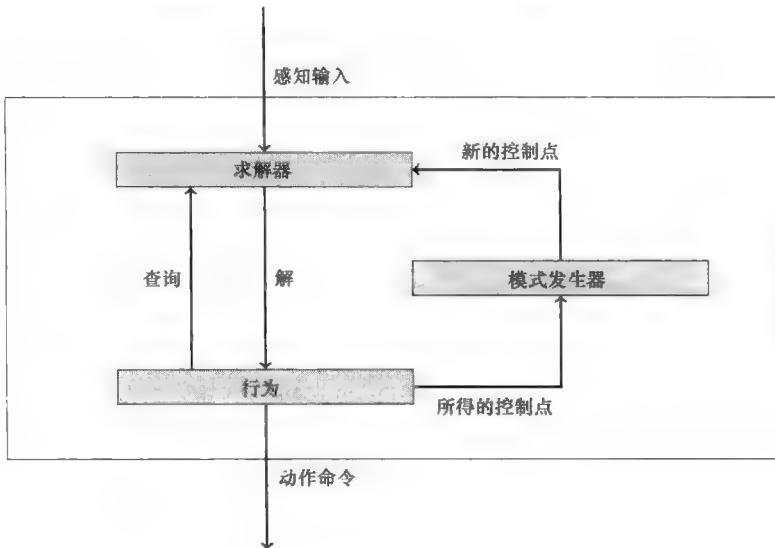 感知输入
新的控制点
求解器
模式发生器
查询
解
行为
所得的控制点
动作命令